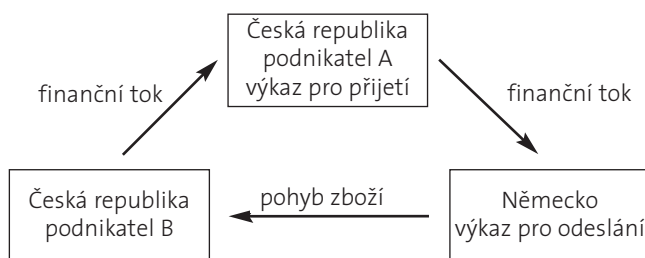 Česká republika
podnikatel A
výkaz pro přijetí
finanční tok
finanční tok
Česká republika
podnikatel B
pohyb zboží
Německo
výkaz pro odeslání